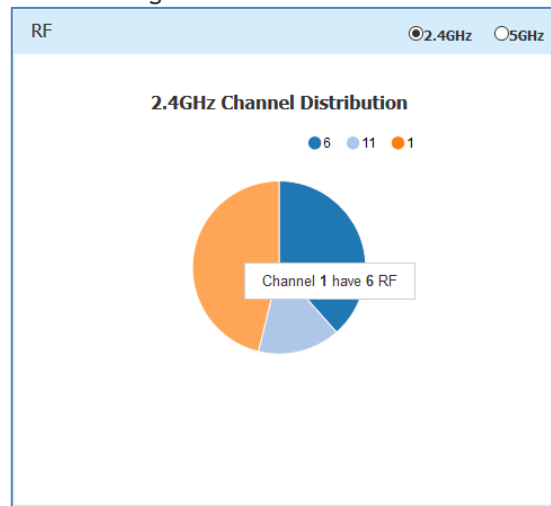 RF 2.4GHz 5GHz
2.4GHz Channel Distribution
6 11 1
Channel 1 have 6 RF